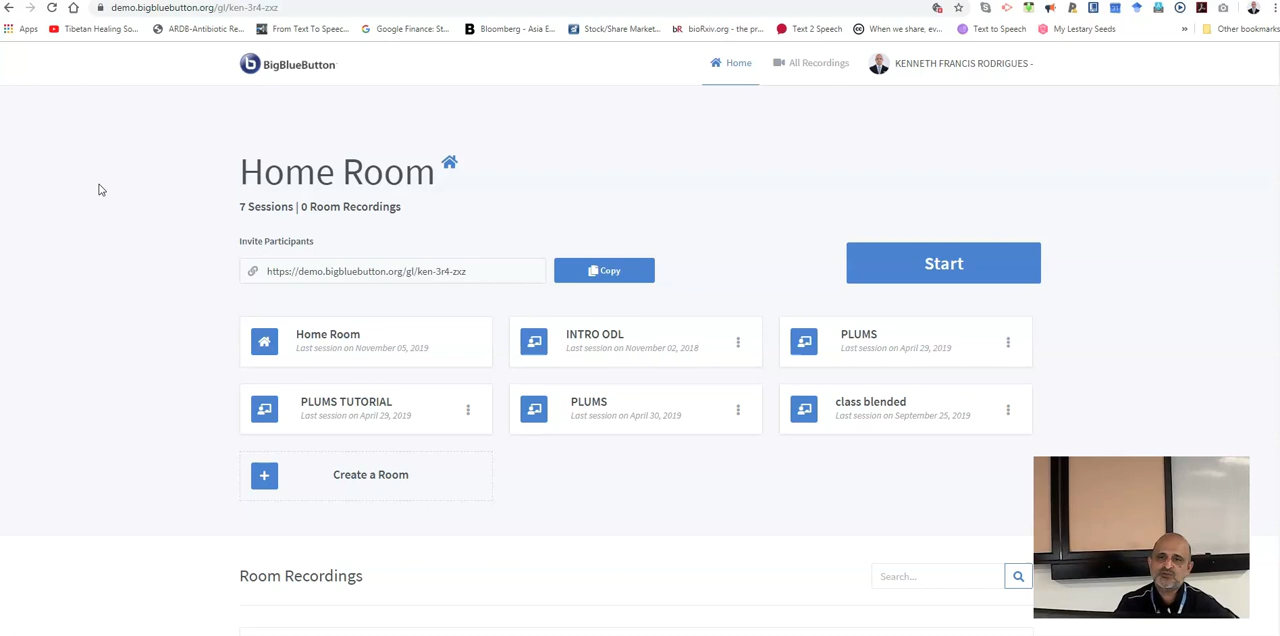 demo.bigbluebutton.org/gl/ken-3r4-zxz
Apps Tibetan Healing So... ARDB-Antibiotic Re... From Text To Speec... Google Finance: St... Bloomberg - Asia E... Stock/Share Market... bioRxiv.org - the pr... Text 2 Speech When we share, ev... Text to Speech My Lestary Seeds » Other bookmarks
b BigBlueButton Home All Recordings KENNETH FRANCIS RODRIGUES -
Home Room
7 Sessions | 0 Room Recordings
Invite Participants
https://demo.bigbluebutton.org/gl/ken-3r4-zxz Copy Start
Home Room INTRO ODL PLUMS
Last session on November 05, 2019 Last session on November 02, 2018 Last session on April 29, 2019
PLUMS TUTORIAL PLUMS class blended
Last session on April 29, 2019 Last session on April 30, 2019 Last session on September 25, 2019
Create a Room
Room Recordings Search...